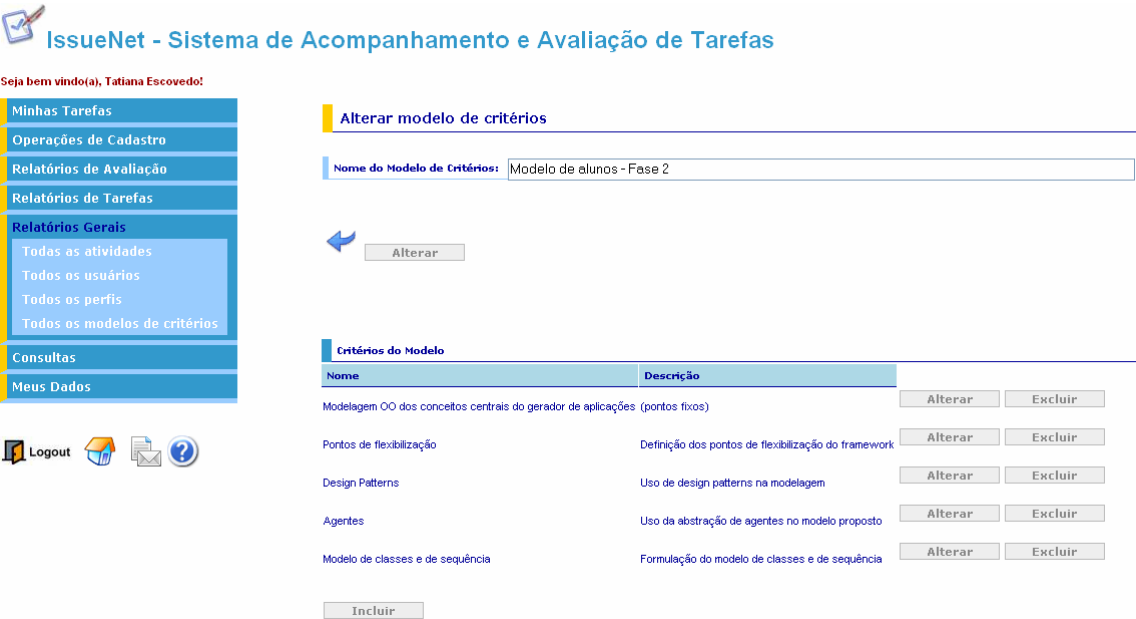 IssueNet - Sistema de Acompanhamento e Avaliação de Tarefas
Seja bem vindo(a), Tatiana Escovedo!
Minhas Tarefas
Operações de Cadastro
Relatórios de Avaliação
Relatórios de Tarefas
Relatórios Gerais
Todas as atividades
Todos os usuários
Todos os perfis
Todos os modelos de critérios
Consultas
Meus Dados
Logout
Alterar modelo de critérios
Nome do Modelo de Critérios: Modelo de alunos - Fase 2
Alterar
Critérios do Modelo
Nome Descrição
Modelagem OO dos conceitos centrais do gerador de aplicações (pontos fixos) Alterar Excluir
Pontos de flexibilização Definição dos pontos de flexibilização do framework Alterar Excluir
Design Patterns Uso de design patterns na modelagem Alterar Excluir
Agentes Uso da abstração de agentes no modelo proposto Alterar Excluir
Modelo de classes e de sequência Formulação do modelo de classes e de sequência Alterar Excluir
Incluir